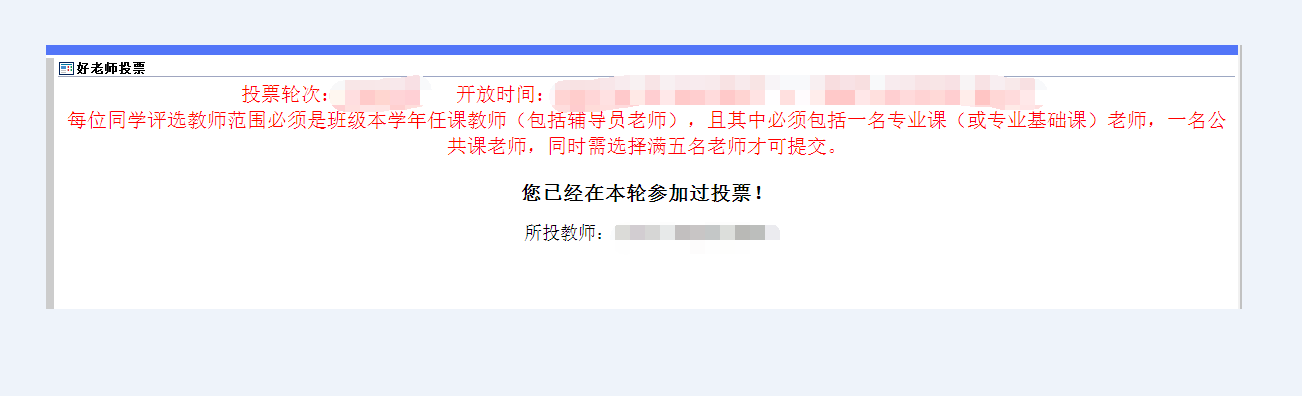 好老师投票
投票轮次: 开放时间:
每位同学评选教师范围必须是班级本学年任课教师（包括辅导员老师），且其中必须包括一名专业课（或专业基础课）老师，一名公
共课老师，同时需选择满五名老师才可提交。
您已经在本轮参加过投票！
所投教师：